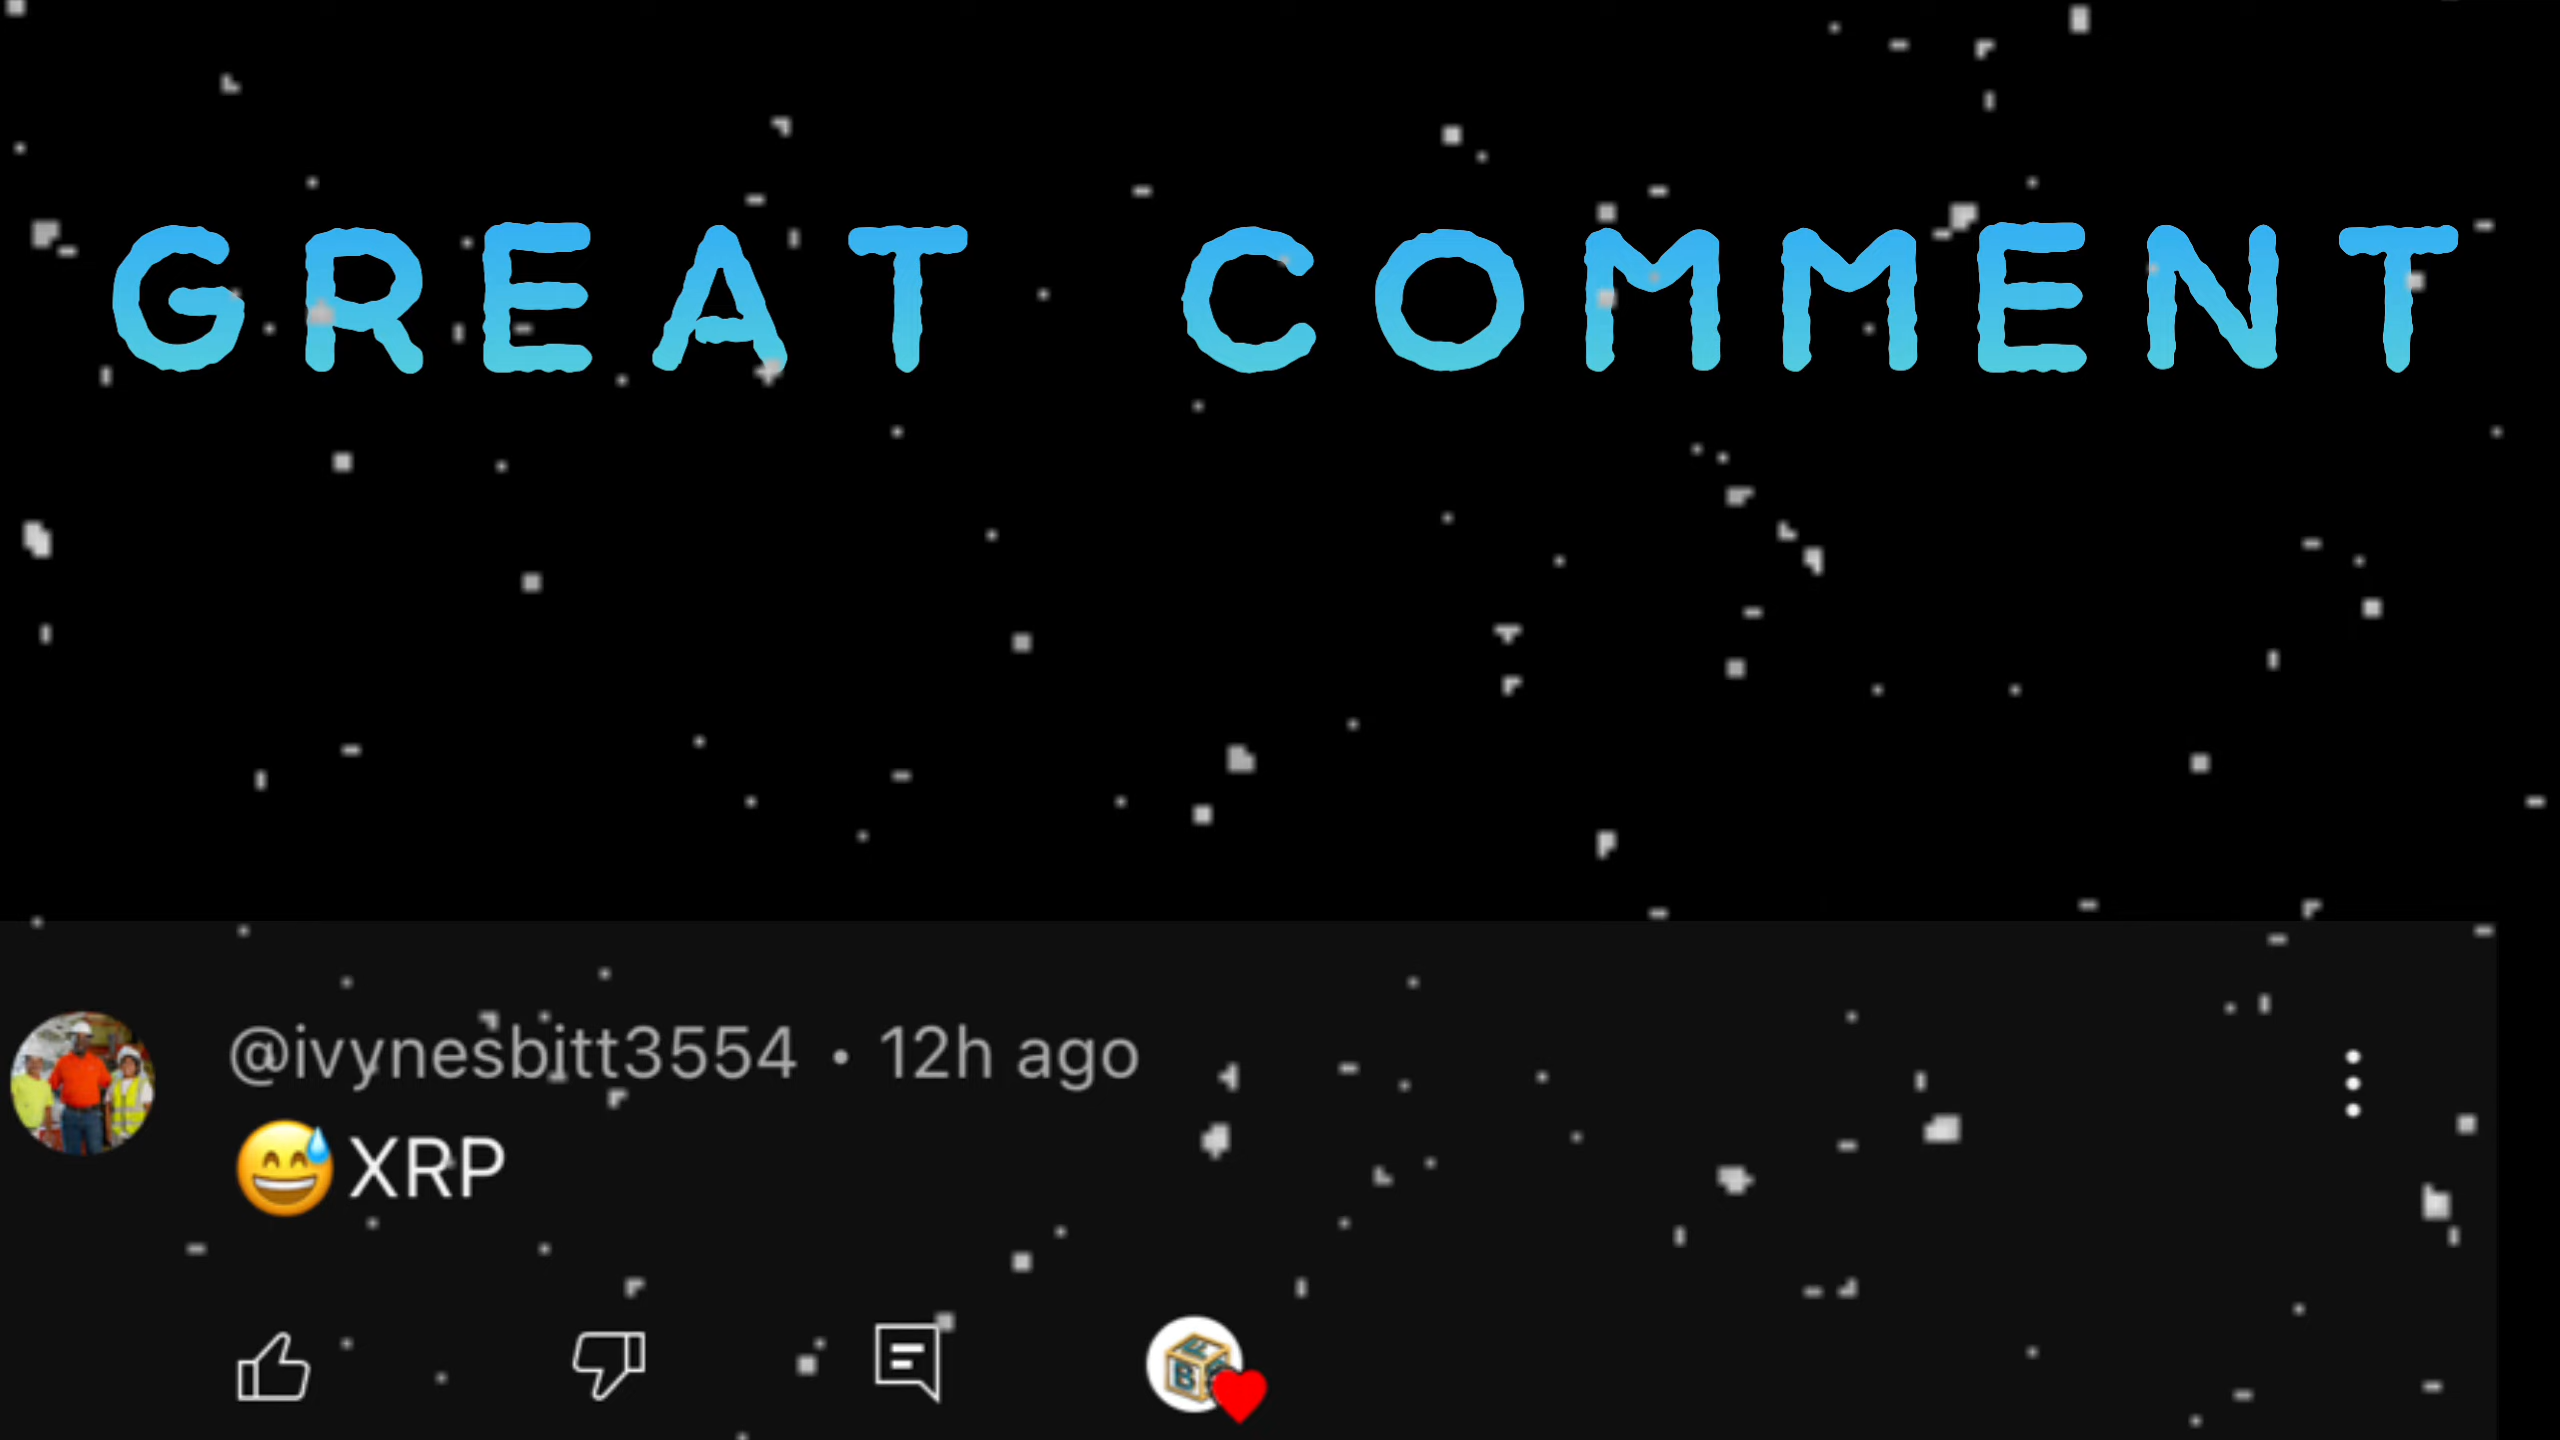 GREAT COMMENT
@ivynesbitt3554 • 12h ago
😅XRP
B